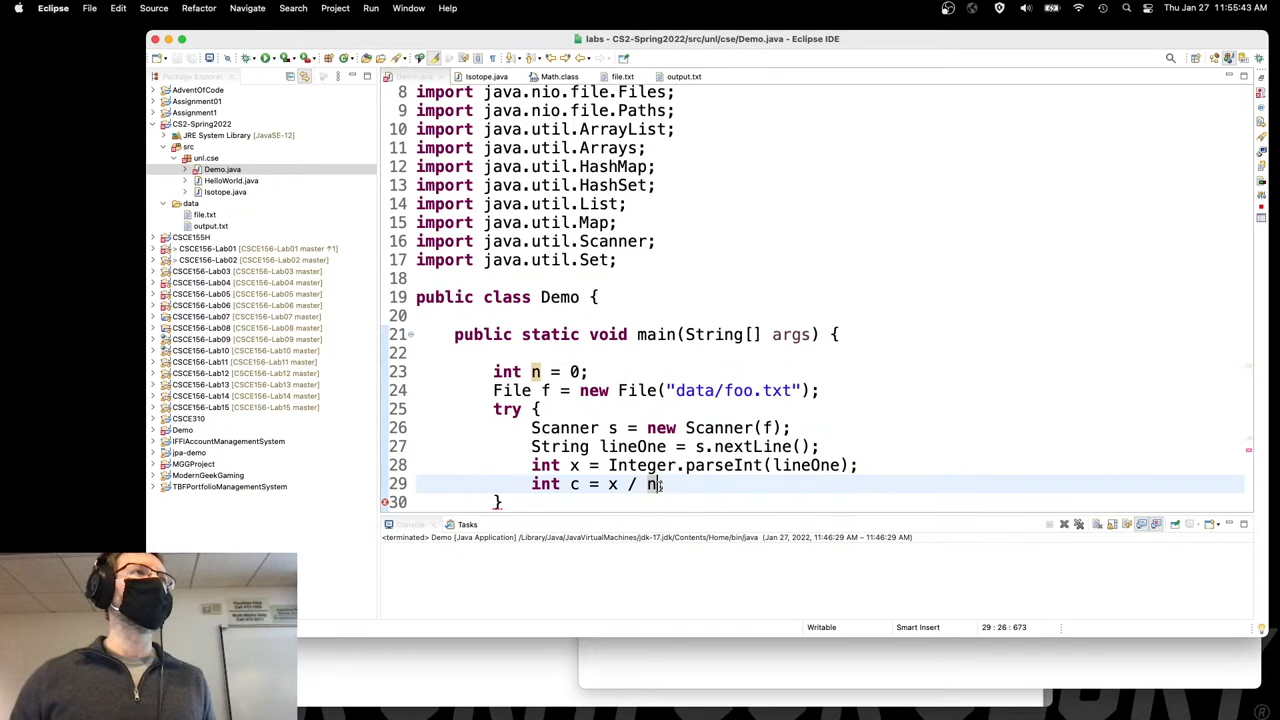 Eclipse File Edit Source Refactor Navigate Search Project Run Window Help
Thu Jan 27 11:55:43 AM
labs - CS2-Spring2022/src/unl/cse/Demo.java - Eclipse IDE
Package Explorer
Demo.java Isotope.java Math.class file.txt output.txt
AdventOfCode
Assignment01
Assignment1
CS2-Spring2022
JRE System Library [JavaSE-12]
src
unl.cse
Demo.java
HelloWorld.java
Isotope.java
data
file.txt
output.txt
CSCE155H
> CSCE156-Lab01 [CSCE156-Lab01 master ↑1]
> CSCE156-Lab02 [CSCE156-Lab02 master]
CSCE156-Lab03 [CSCE156-Lab03 master]
CSCE156-Lab04 [CSCE156-Lab04 master]
CSCE156-Lab05 [CSCE156-Lab05 master]
CSCE156-Lab06 [CSCE156-Lab06 master]
CSCE156-Lab07 [CSCE156-Lab07 master]
CSCE156-Lab08 [CSCE156-Lab08 master]
CSCE156-Lab09 [CSCE156-Lab09 master]
CSCE156-Lab10 [CSCE156-Lab10 master]
CSCE156-Lab11 [CSCE156-Lab11 master]
CSCE156-Lab12 [CSCE156-Lab12 master]
CSCE156-Lab13 [CSCE156-Lab13 master]
CSCE156-Lab14 [CSCE156-Lab14 master]
CSCE156-Lab15 [CSCE156-Lab15 master]
CSCE310
Demo
IFFIAccountManagementSystem
jpa-demo
MGGProject
ModernGeekGaming
TBFPortfolioManagementSystem
8 import java.nio.file.Files;
9 import java.nio.file.Paths;
10 import java.util.ArrayList;
11 import java.util.Arrays;
12 import java.util.HashMap;
13 import java.util.HashSet;
14 import java.util.List;
15 import java.util.Map;
16 import java.util.Scanner;
17 import java.util.Set;
18
19 public class Demo {
20
21 public static void main(String[] args) {
22
23 int n = 0;
24 File f = new File("data/foo.txt");
25 try {
26 Scanner s = new Scanner(f);
27 String lineOne = s.nextLine();
28 int x = Integer.parseInt(lineOne);
29 int c = x / n;
30 }
Console Tasks
<terminated> Demo [Java Application] /Library/Java/JavaVirtualMachines/jdk-17.jdk/Contents/Home/bin/java (Jan 27, 2022, 11:46:29 AM – 11:46:29 AM)
Writable Smart Insert 29 : 26 : 673